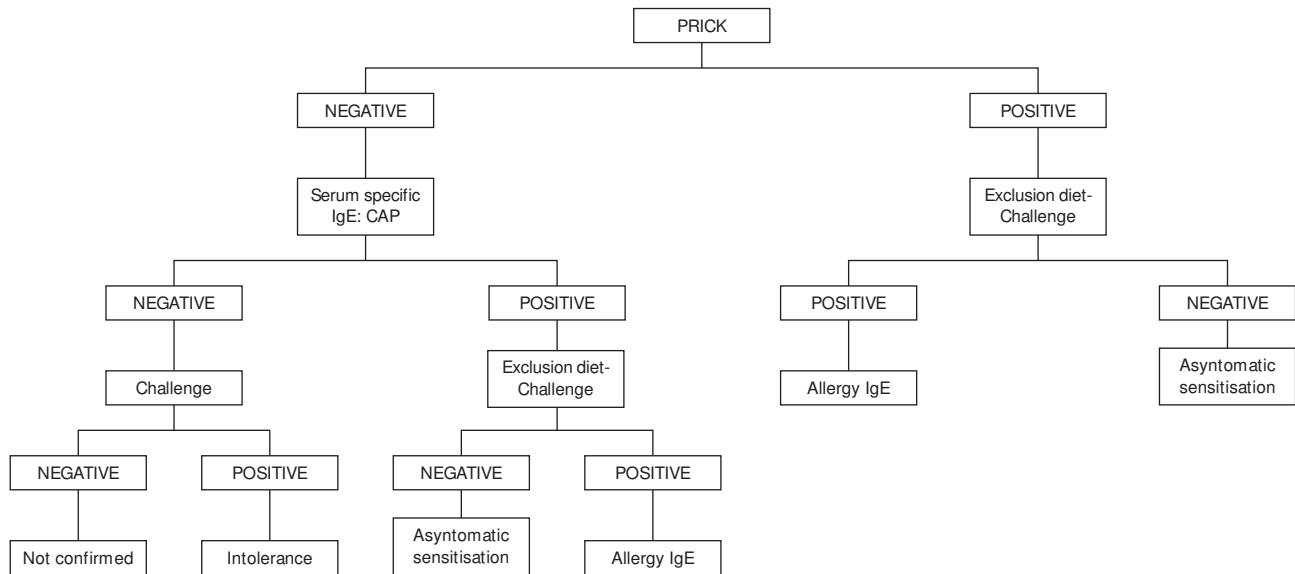 PRICK
NEGATIVE
POSITIVE
Serum specific
IgE: CAP
Exclusion diet-
Challenge
NEGATIVE
POSITIVE
POSITIVE
NEGATIVE
Challenge
Exclusion diet-
Challenge
Allergy IgE
Asyntomatic
sensitisation
NEGATIVE
POSITIVE
NEGATIVE
POSITIVE
Not confirmed
Intolerance
Asyntomatic
sensitisation
Allergy IgE